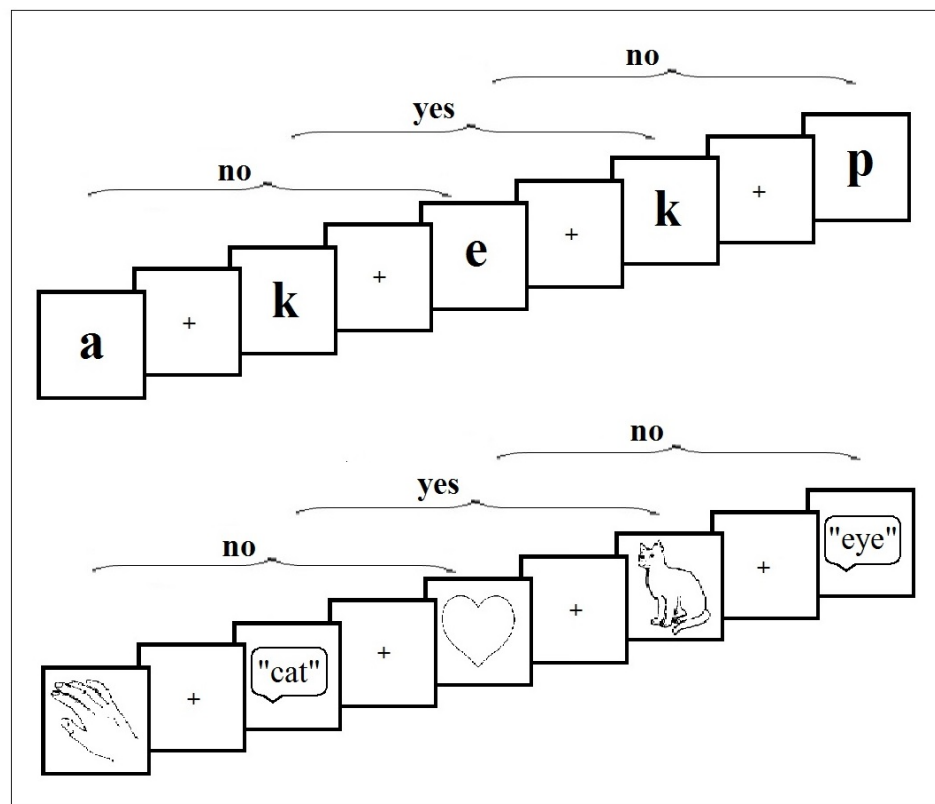 no
yes
no
a
+
k
+
e
+
k
+
p
no
yes
no
+
"cat"
+
+
+
"eye"